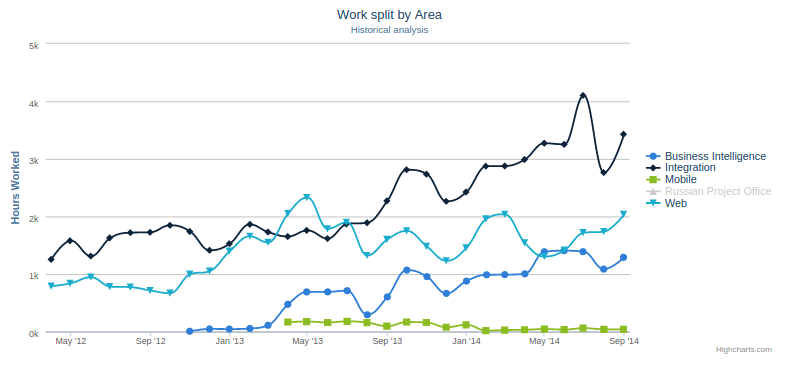 Work split by Area
Historical analysis
Hours Worked
5k
4k
3k
2k
1k
0k
May '12
Sep '12
Jan '13
May '13
Sep '13
Jan '14
May '14
Sep '14
Business Intelligence
Integration
Mobile
Russian Project Office
Web
Highcharts.com